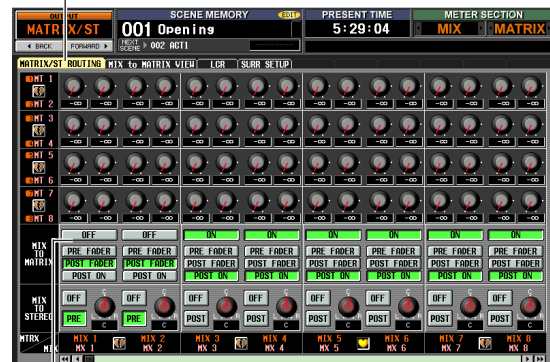 OUTPUT SCENE MEMORY EDIT PRESENT TIME METER SECTION
MATRIX/ST 001 Opening 5:29:04 MIX MATRIX
BACK FORWARD NEXT SCENE 002 ACT1
MATRIX/ST ROUTING MIX to MATRIX VIEW LCR SURR SETUP
MT 1
-∞ -∞ -∞ -∞ -∞ -∞ -∞ -∞
MT 2
MT 3
-∞ -∞ -∞ -∞ -∞ -∞ -∞ -∞
MT 4
MT 5
-∞ -∞ -∞ -∞ -∞ -∞ -∞ -∞
MT 6
MT 7
-∞ -∞ -∞ -∞ -∞ -∞ -∞ -∞
MT 8
OFF OFF ON ON ON ON ON ON
MIX TO MATRIX
PRE FADER PRE FADER PRE FADER PRE FADER PRE FADER PRE FADER PRE FADER PRE FADER
POST FADER POST FADER POST FADER POST FADER POST FADER POST FADER POST FADER POST FADER
POST ON POST ON POST ON POST ON POST ON POST ON POST ON POST ON
MIX TO STEREO
OFF C OFF C OFF C OFF C OFF C OFF C OFF C OFF C
PRE L R PRE L R POST L R POST L R POST L R POST L R POST L R POST L R
C C C C C C C C
MTRX MIX 1 MIX 2 MIX 3 MIX 4 MIX 5 MIX 6 MIX 7 MIX 8
MIX MX 1 MX 2 MX 3 MX 4 MX 5 MX 6 MX 7 MX 8